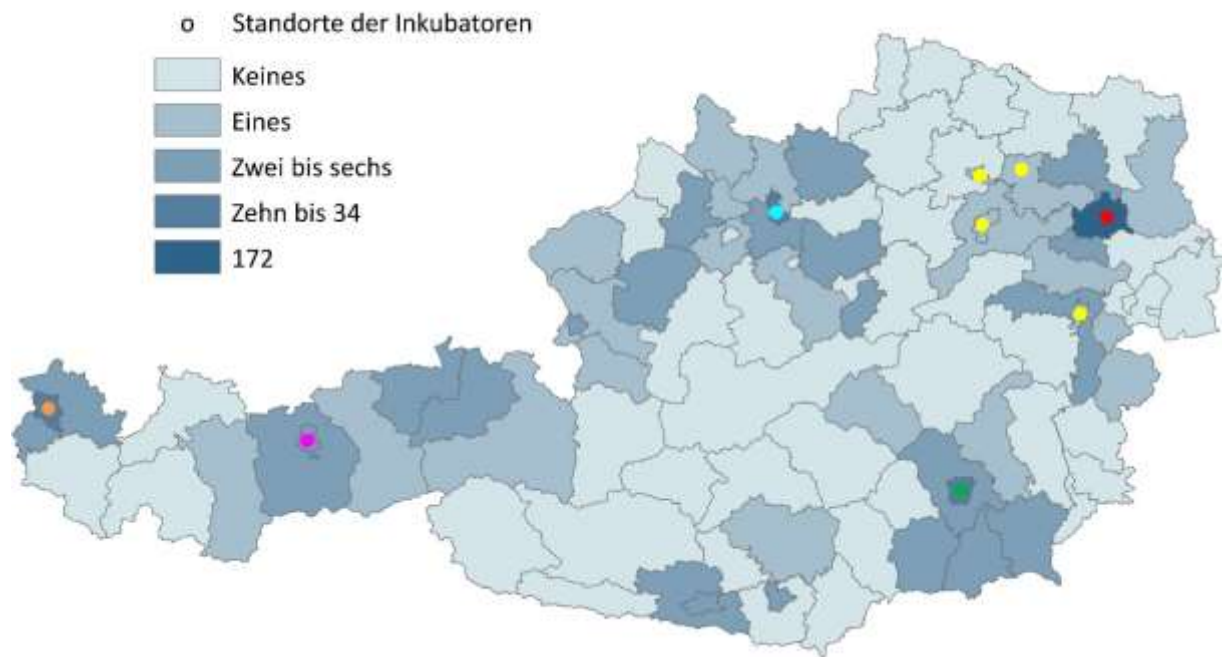 o Standorte der Inkubatoren
Keines
Eines
Zwei bis sechs
Zehn bis 34
172